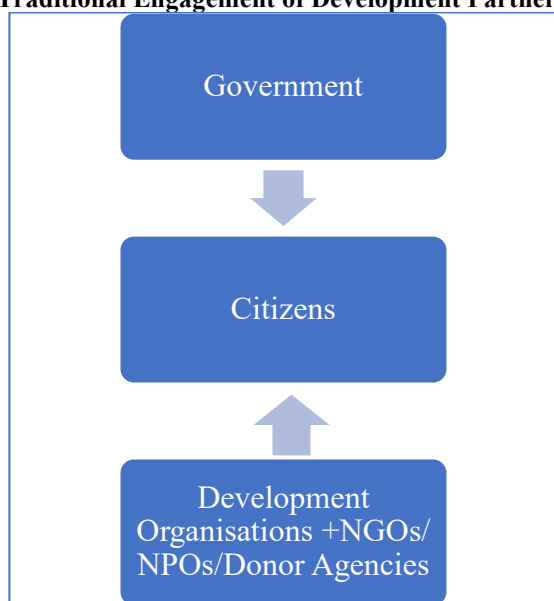 Traditional Engagement of Development Partner
Government
Citizens
Development
Organisations +NGOs/
NPOs/Donor Agencies